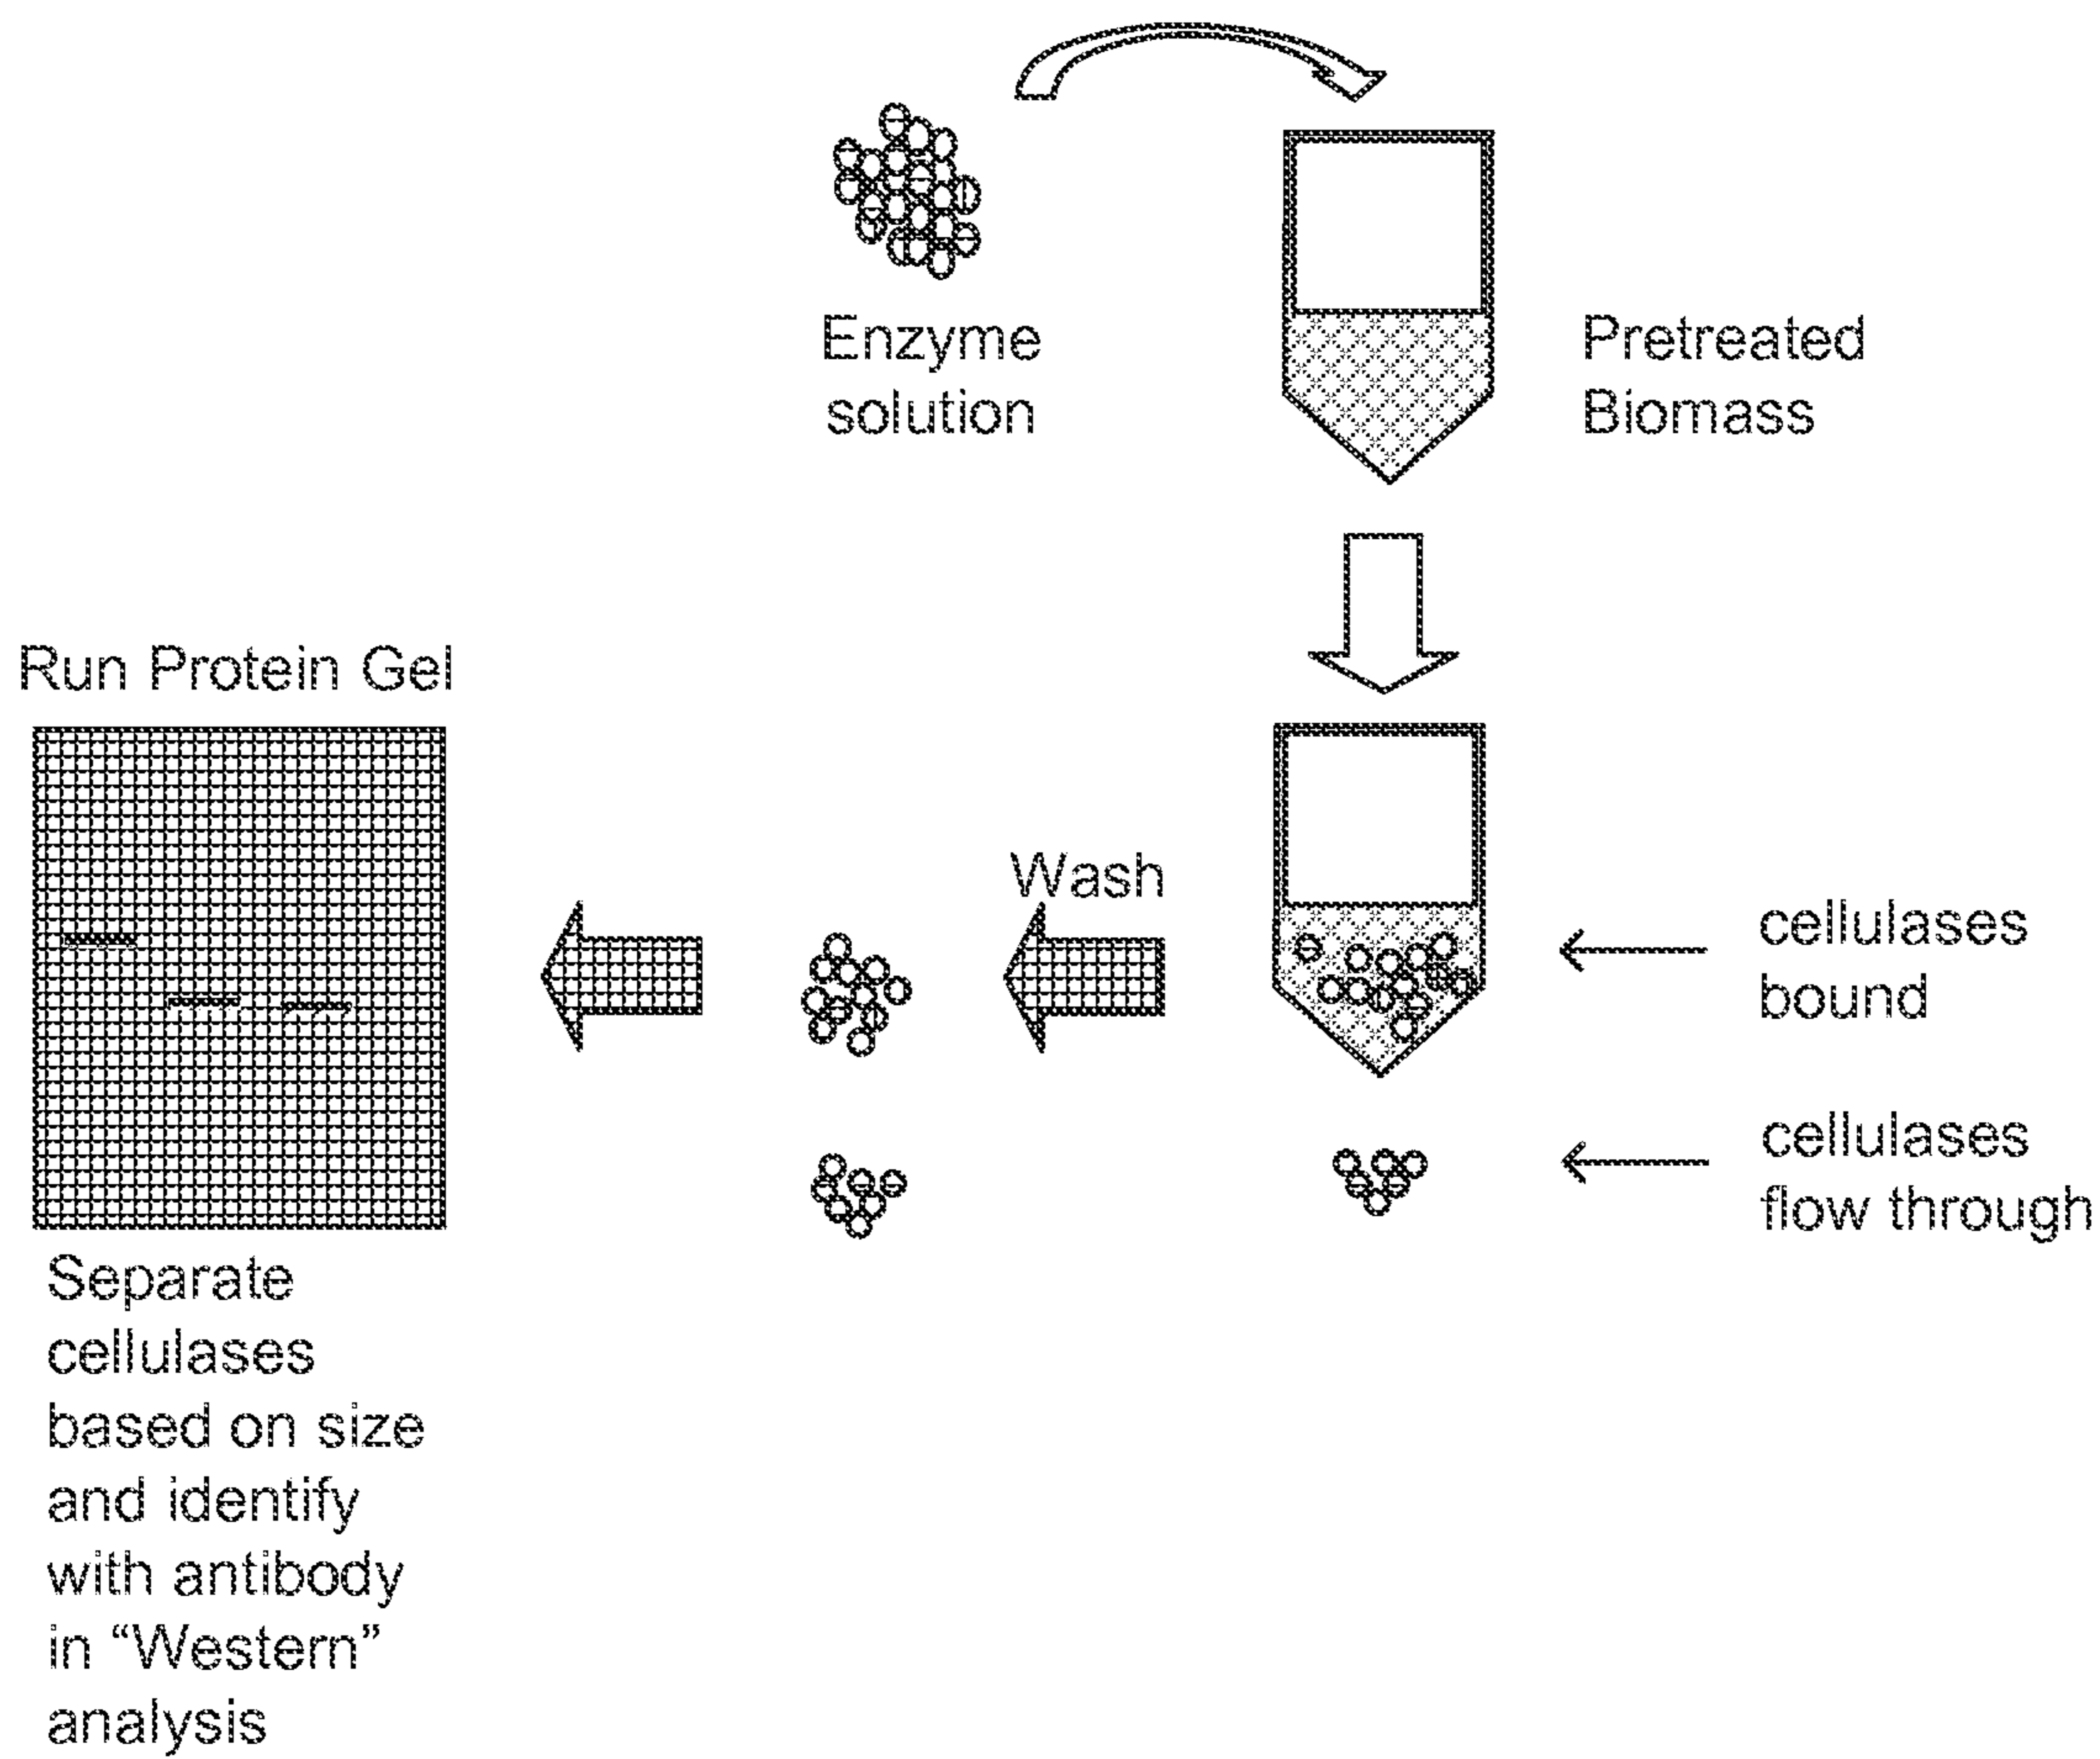 Enzyme
solution
Pretreated
Biomass
Run Protein Gel
Wash
cellulases
bound
cellulases
flow through
Separate
cellulases
based on size
and identify
with antibody
in “Western”
analysis